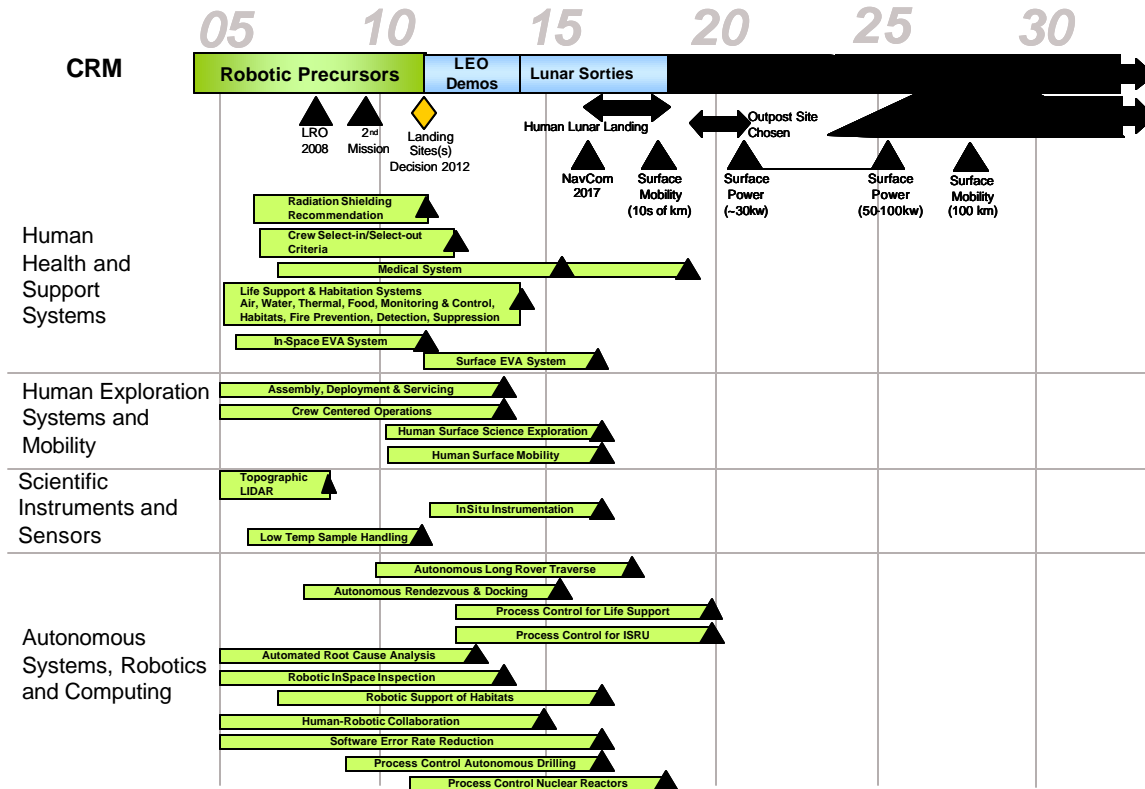 05 10 15 20 25 30
CRM
Robotic Precursors
LEO
Demos
Lunar Sorties
LRO
2008
2nd
Mission
Landing
Sites(s)
Decision 2012
Human Lunar Landing
Outpost Site
Chosen
NavCom
2017
Surface
Mobility
(10s of km)
Surface
Power
(~30kw)
Surface
Power
(50-100kw)
Surface
Mobility
(100 km)
Human
Health and
Support
Systems
Radiation Shielding
Recommendation
Crew Select-in/Select-out
Criteria
Medical System
Life Support & Habitation Systems
Air, Water, Thermal, Food, Monitoring & Control,
Habitats, Fire Prevention, Detection, Suppression
In-Space EVA System
Surface EVA System
Human Exploration
Systems and
Mobility
Assembly, Deployment & Servicing
Crew Centered Operations
Human Surface Science Exploration
Human Surface Mobility
Scientific
Instruments and
Sensors
Topographic
LIDAR
InSitu Instrumentation
Low Temp Sample Handling
Autonomous
Systems, Robotics
and Computing
Autonomous Long Rover Traverse
Autonomous Rendezvous & Docking
Process Control for Life Support
Process Control for ISRU
Automated Root Cause Analysis
Robotic InSpace Inspection
Robotic Support of Habitats
Human-Robotic Collaboration
Software Error Rate Reduction
Process Control Autonomous Drilling
Process Control Nuclear Reactors